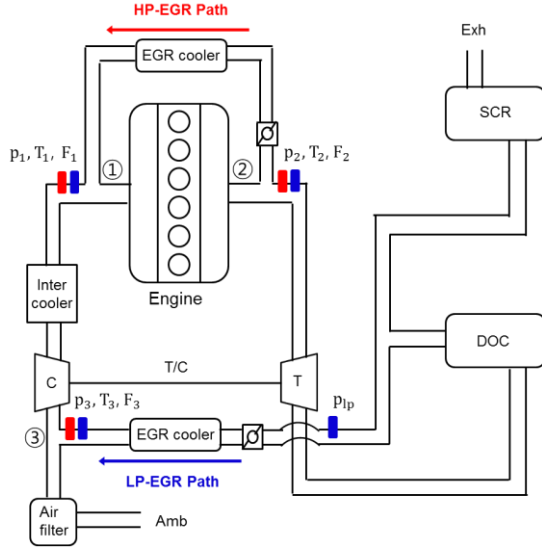 HP-EGR Path
EGR cooler
Exh
SCR
p₁, T₁, F₁
①
②
p₂, T₂, F₂
Inter
cooler
Engine
DOC
C
T/C
T
p₃, T₃, F₃
pₗₚ
③
EGR cooler
LP-EGR Path
Air
filter
Amb